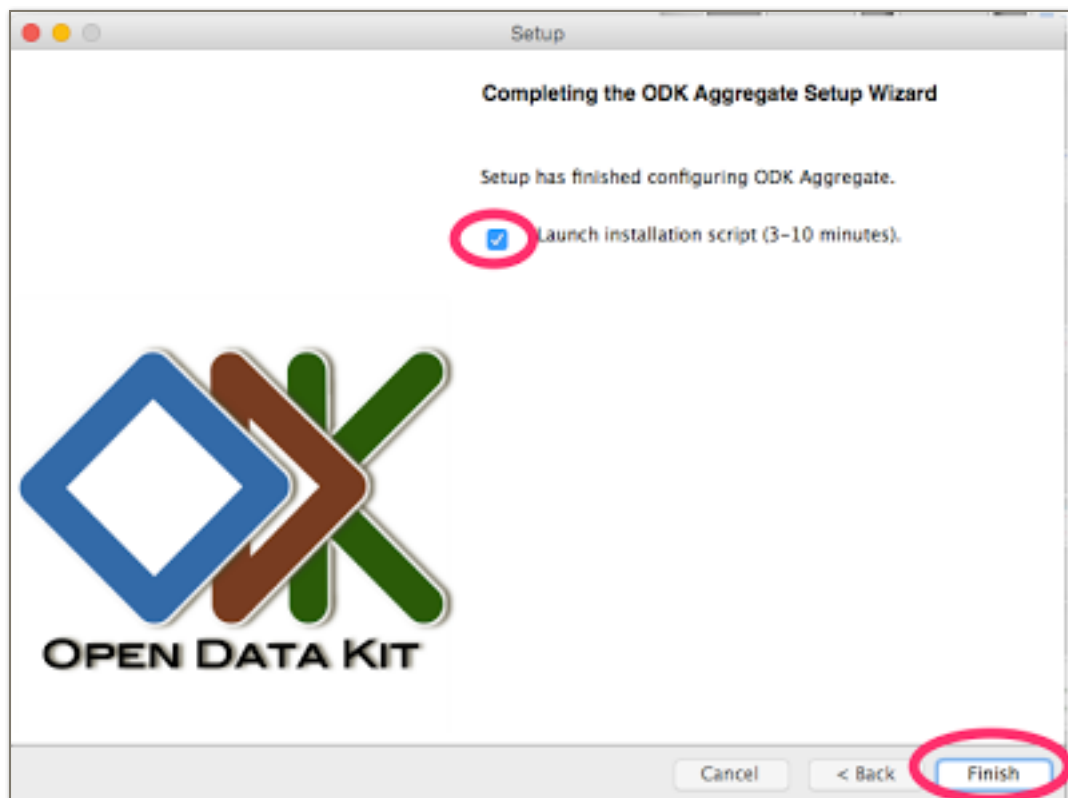 Setup
Completing the ODK Aggregate Setup Wizard
Setup has finished configuring ODK Aggregate.
Launch installation script (3-10 minutes).
OPEN DATA KIT
Cancel
< Back
Finish